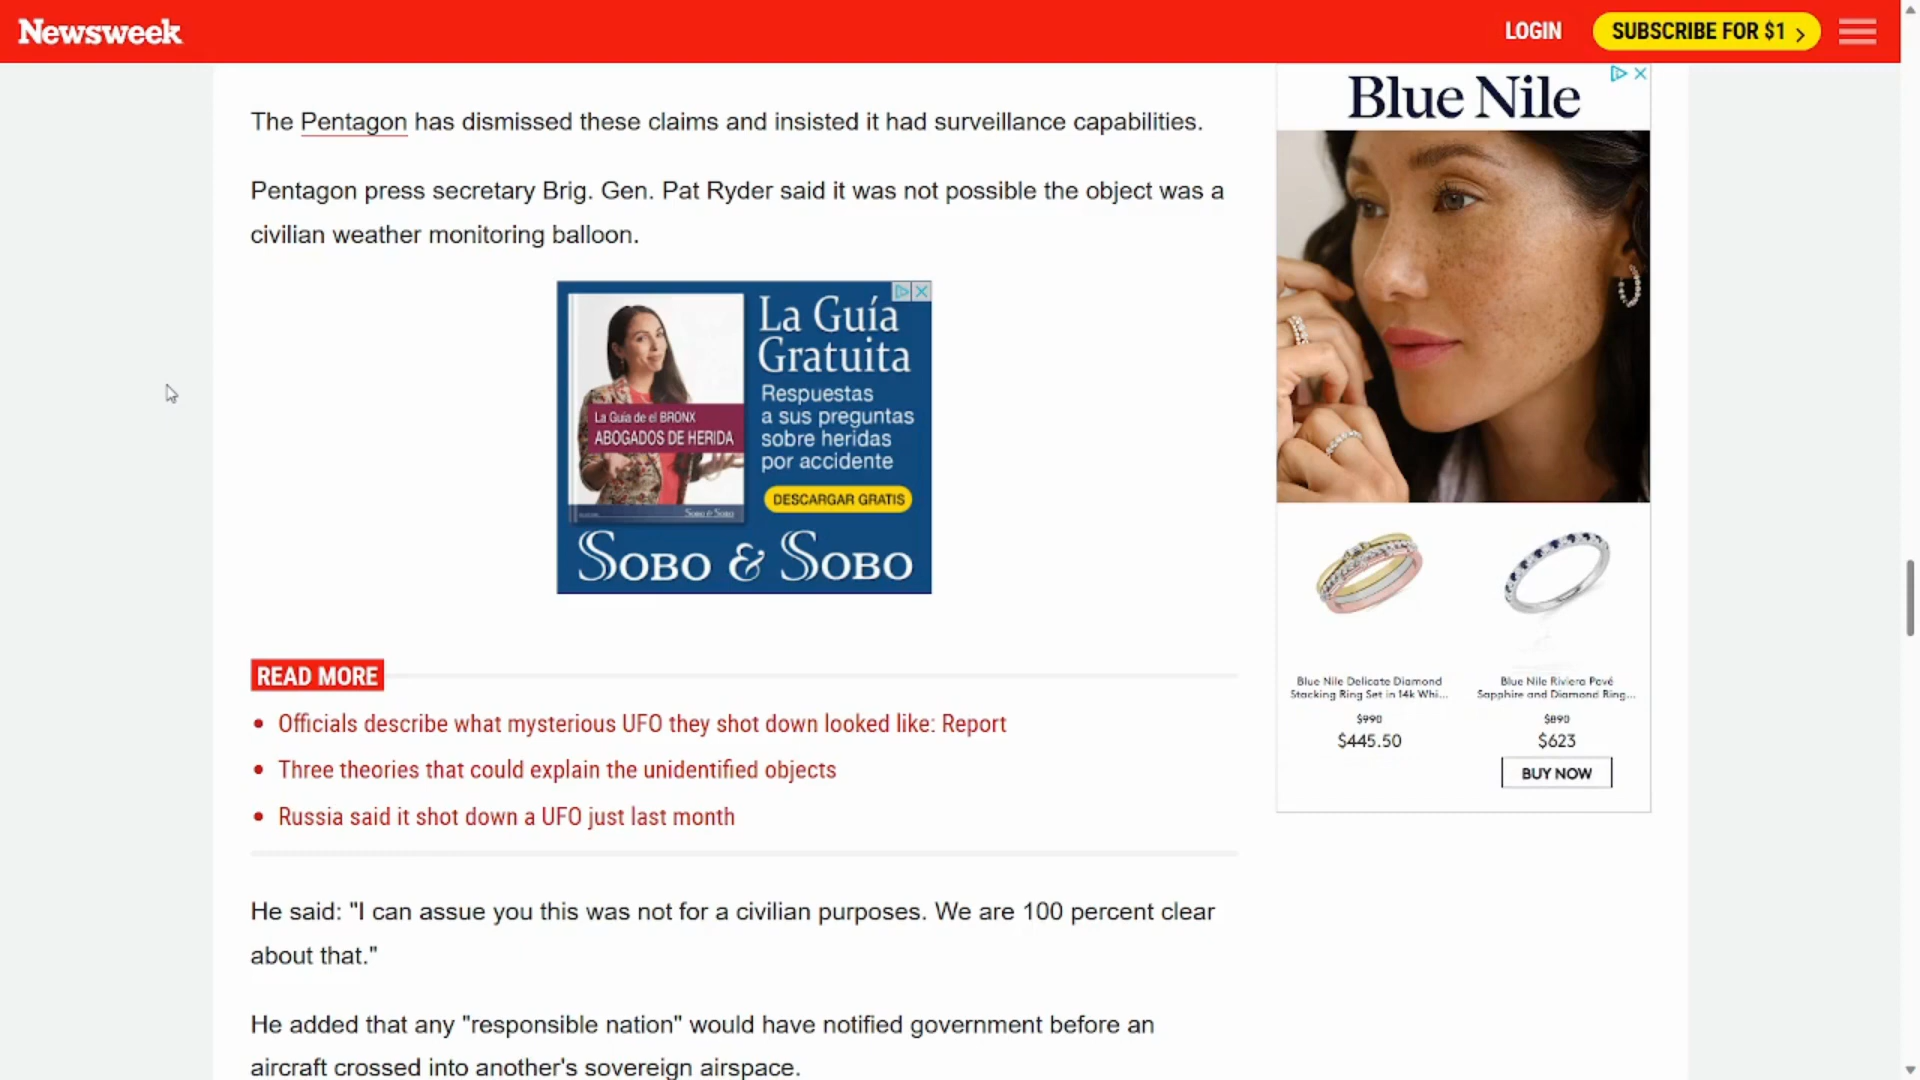 Newsweek
LOGIN
SUBSCRIBE FOR $1
The Pentagon has dismissed these claims and insisted it had surveillance capabilities.
Pentagon press secretary Brig. Gen. Pat Ryder said it was not possible the object was a
civilian weather monitoring balloon.
La Guía
Gratuita
Respuestas
a sus preguntas
sobre heridas
por accidente
DESCARGAR GRATIS
La Guia de el BRONX
ABOGADOS DE HERIDA
Sobo & Sobo
SOBO & SOBO
READ MORE
• Officials describe what mysterious UFO they shot down looked like: Report
• Three theories that could explain the unidentified objects
• Russia said it shot down a UFO just last month
He said: "I can assue you this was not for a civilian purposes. We are 100 percent clear
about that."
He added that any "responsible nation" would have notified government before an
aircraft crossed into another's sovereign airspace.
Blue Nile
Blue Nile Delicate Diamond
Stacking Ring Set in 14k Whi...
$990
$445.50
Blue Nile Riviera Pavé
Sapphire and Diamond Ring...
$890
$623
BUY NOW